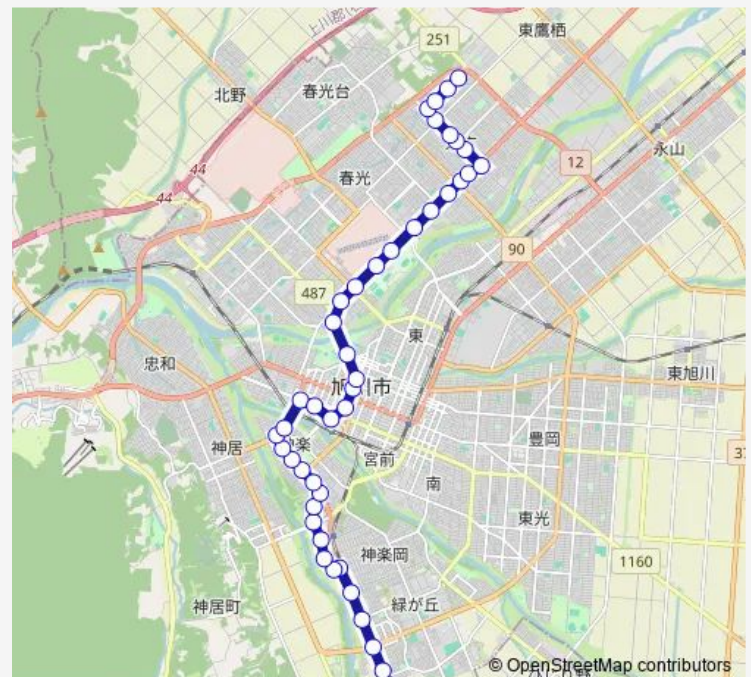 251
東鷹栖
北野
春光台
44
12
永山
春光
44
90
487
東
忠和
旭川市
東旭川
神居
神楽
宮前
豊岡
37
南
東光
神楽岡
1160
神居町
緑が丘
© OpenStreetMap contributors